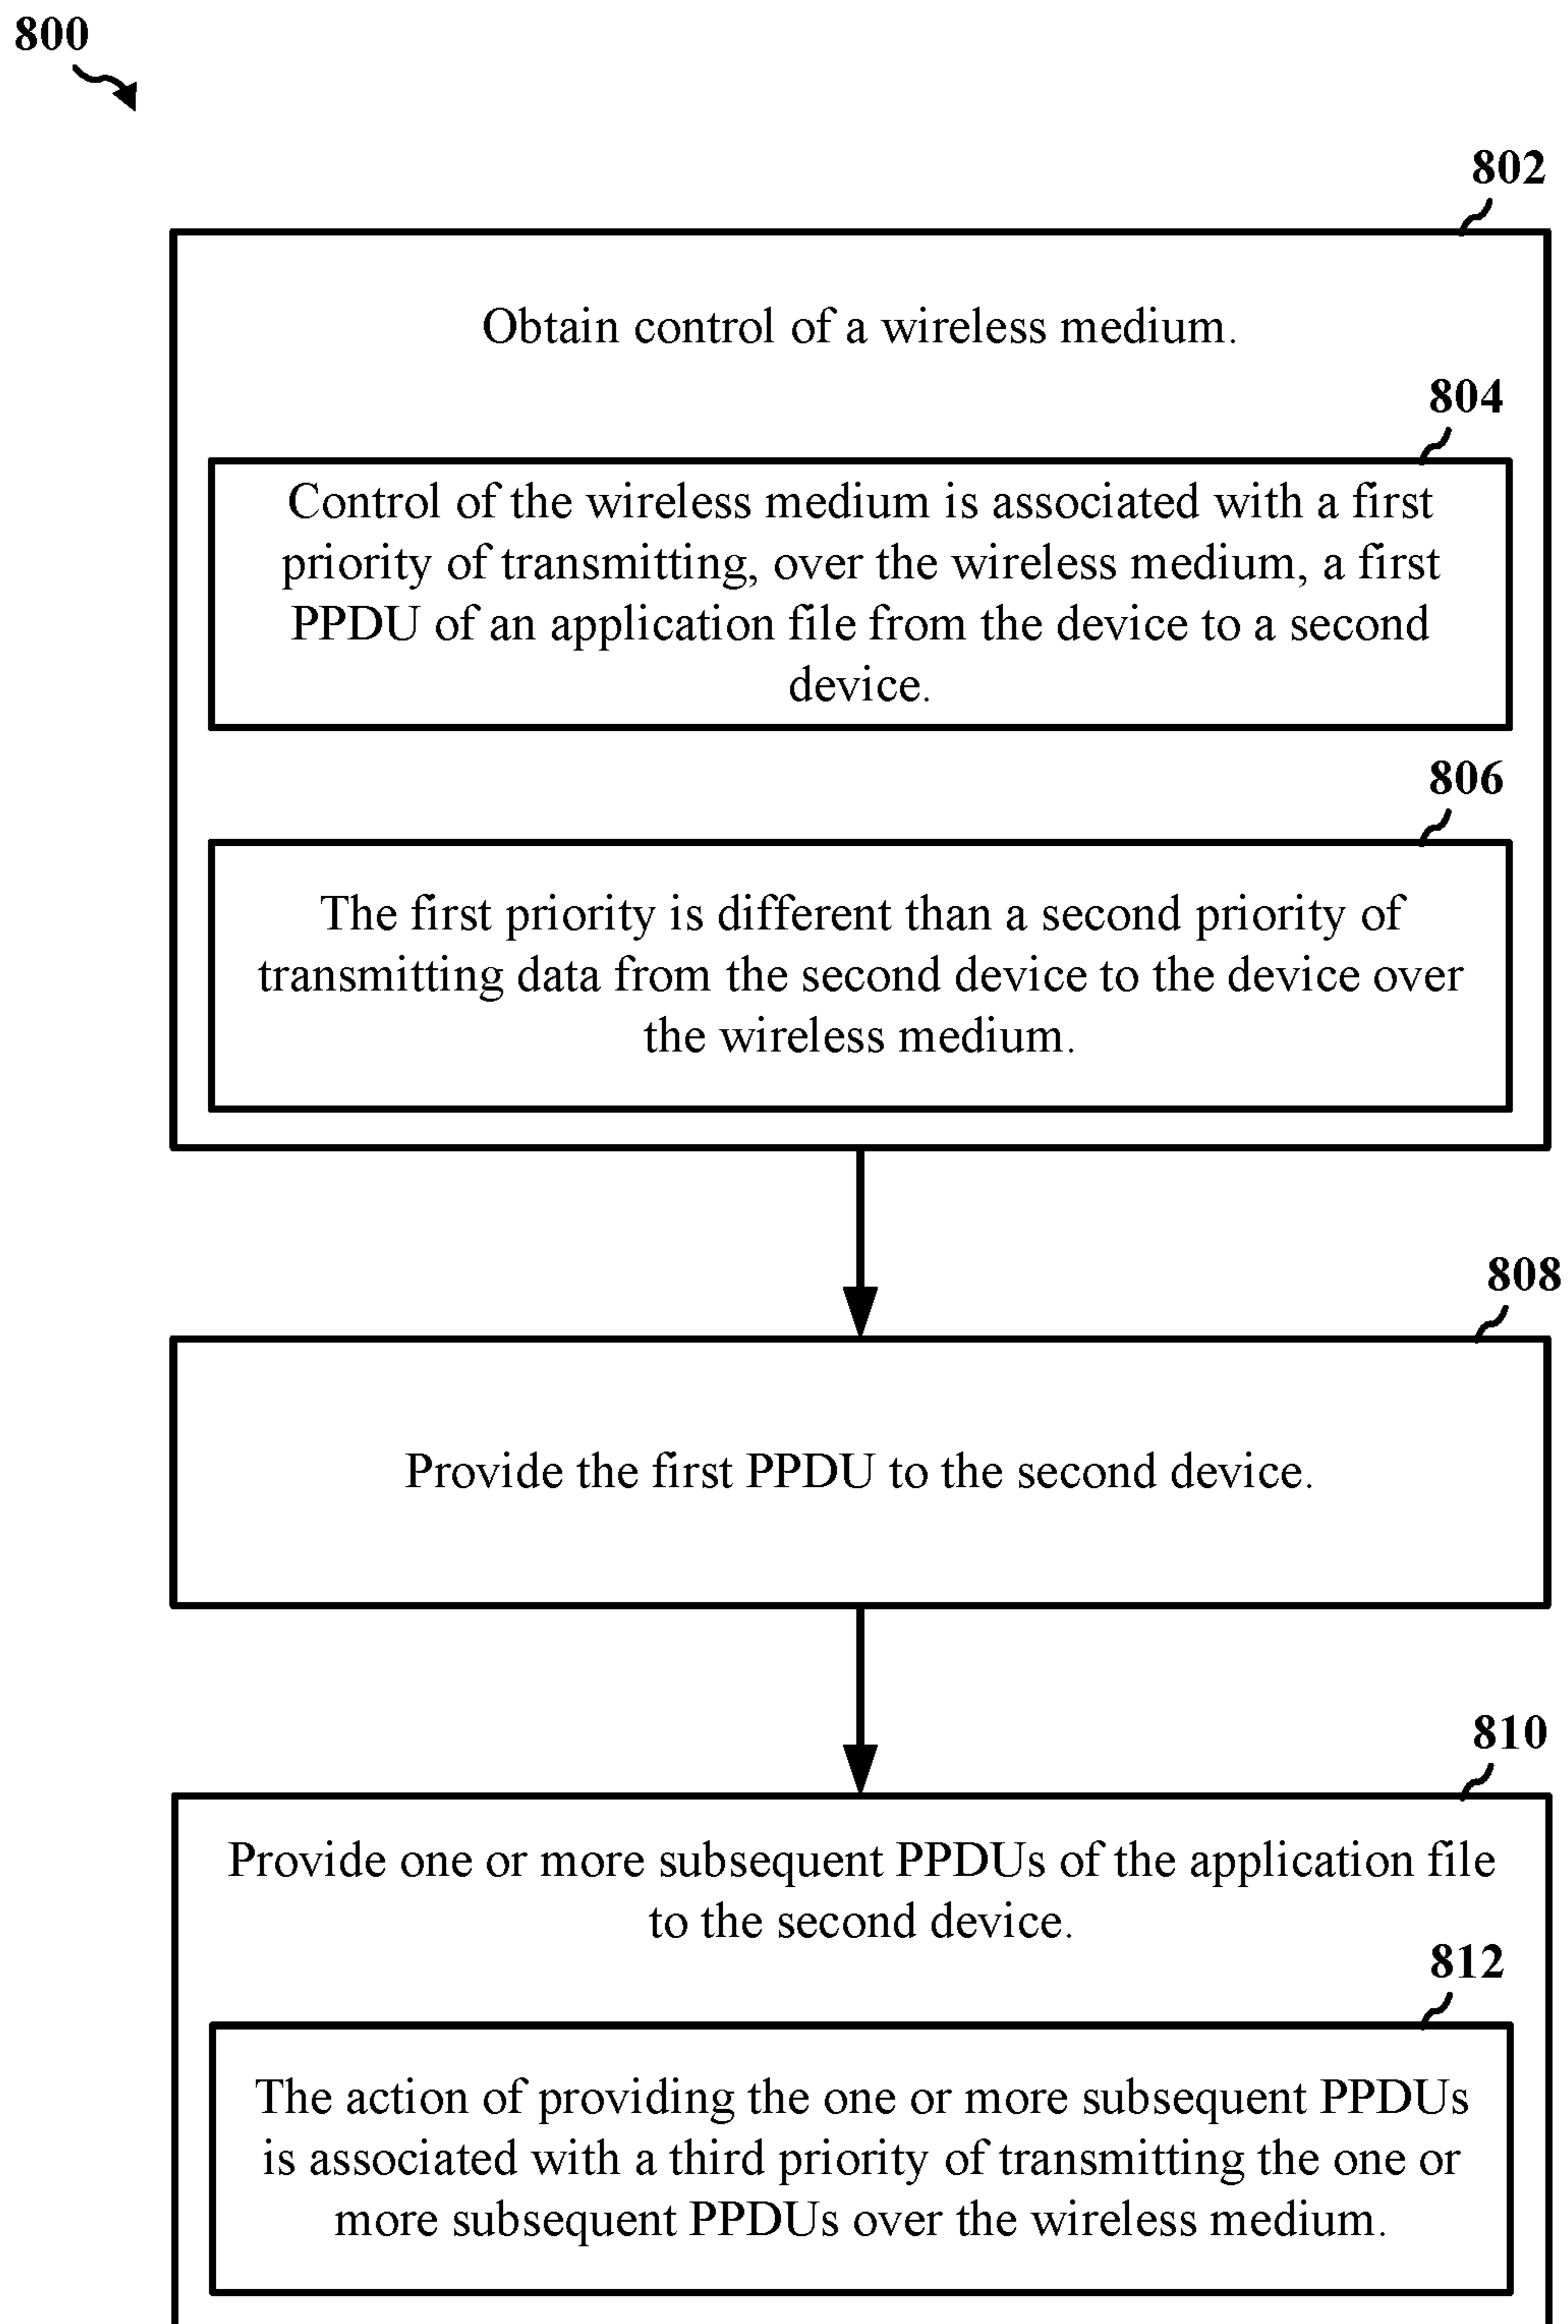 800
802
Obtain control of a wireless medium.
804
Control of the wireless medium is associated with a first
priority of transmitting, over the wireless medium, a first
PPDU of an application file from the device to a second
device.
806
The first priority is different than a second priority of
transmitting data from the second device to the device over
the wireless medium.
808
Provide the first PPDU to the second device.
810
Provide one or more subsequent PPDUs of the application file
to the second device.
812
The action of providing the one or more subsequent PPDUs
is associated with a third priority of transmitting the one or
more subsequent PPDUs over the wireless medium.